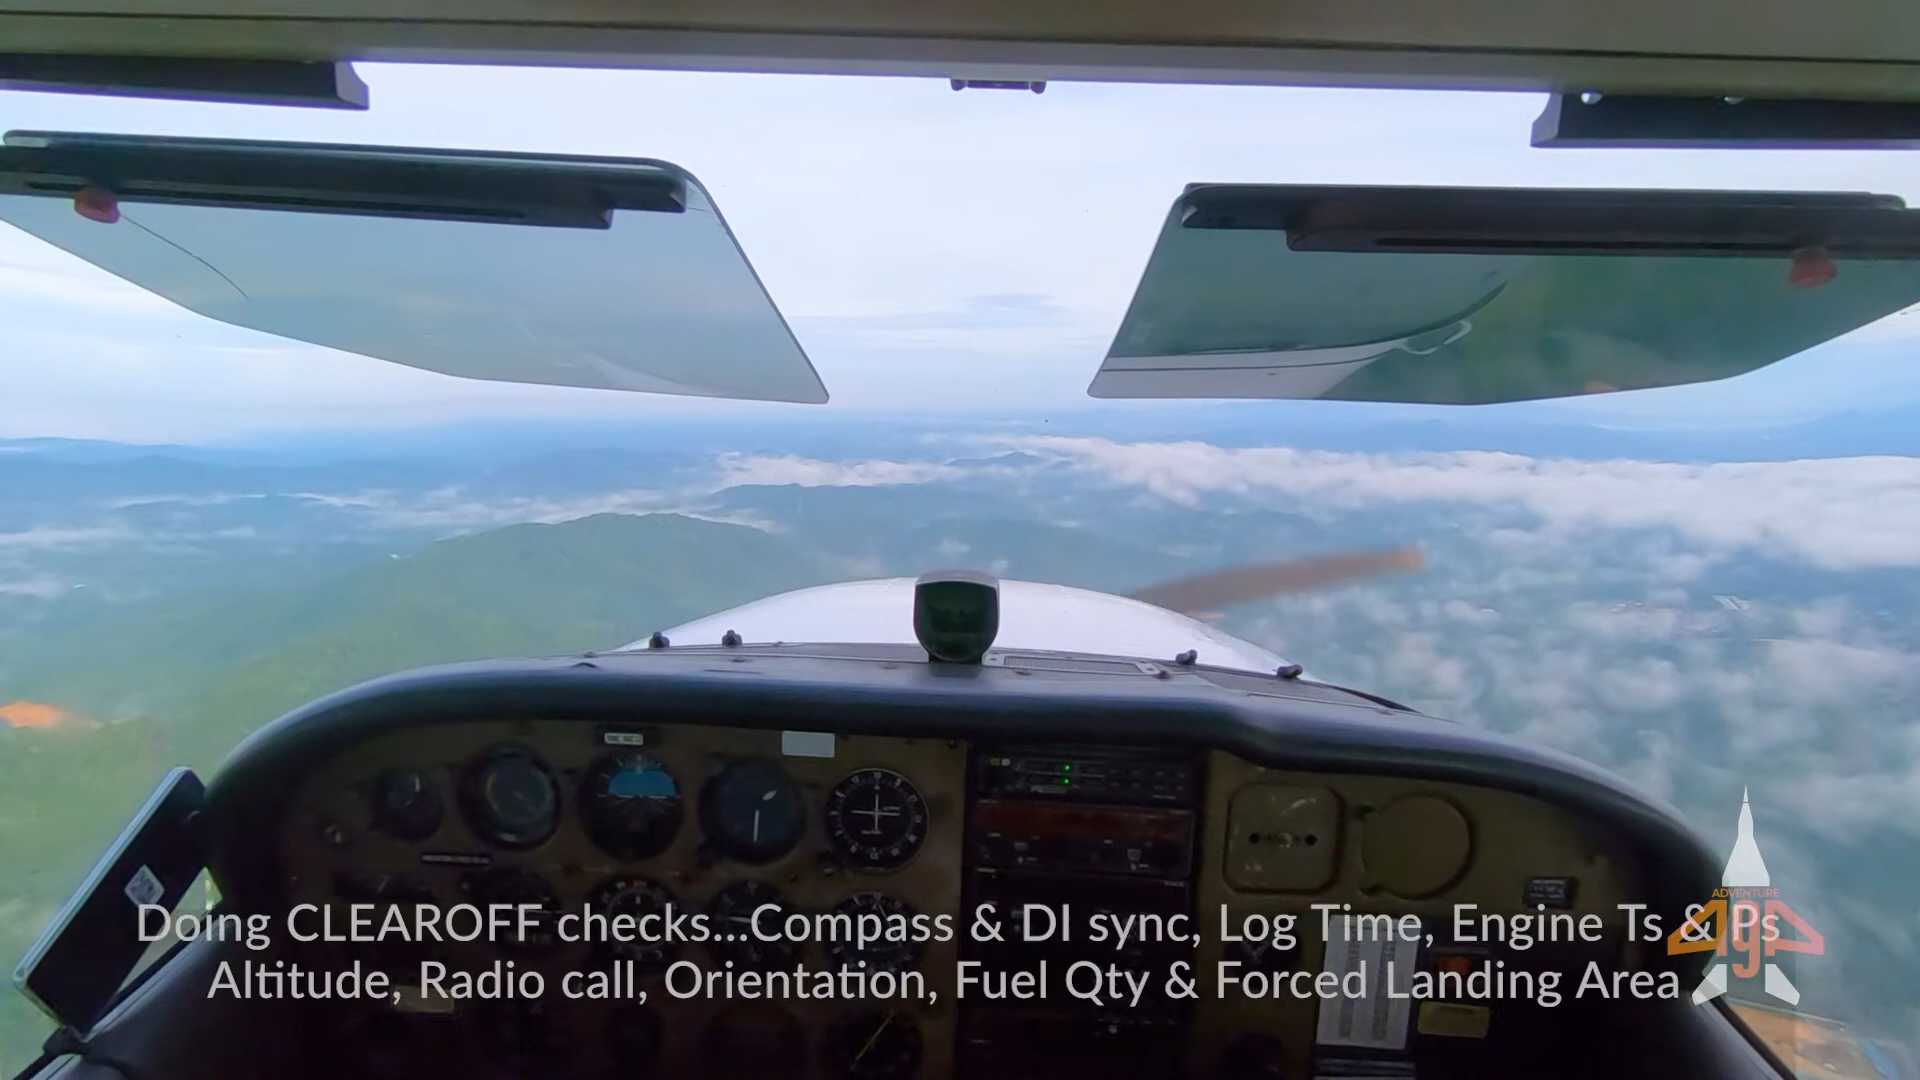 Doing CLEAROFF checks...Compass & DI sync, Log Time, Engine Ts & Ps
Altitude, Radio call, Orientation, Fuel Qty & Forced Landing Area
ADVENTURE